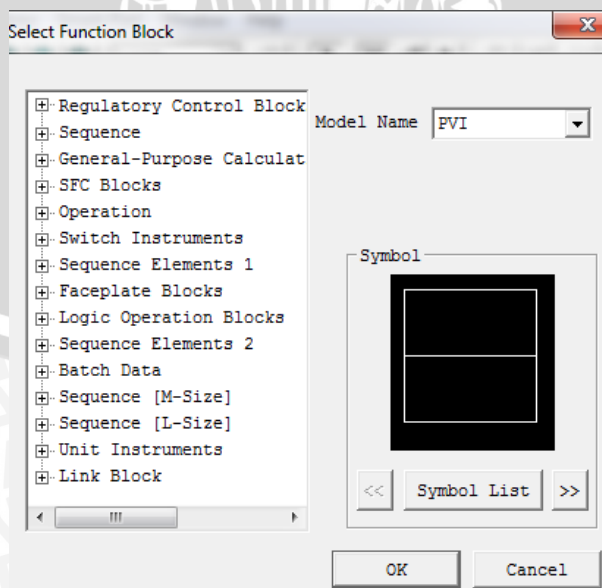 Select Function Block
Regulatory Control Block
Sequence
General-Purpose Calculat
SFC Blocks
Operation
Switch Instruments
Sequence Elements 1
Faceplate Blocks
Logic Operation Blocks
Sequence Elements 2
Batch Data
Sequence [M-Size]
Sequence [L-Size]
Unit Instruments
Link Block
Model Name PVI
Symbol
<< Symbol List >>
OK Cancel